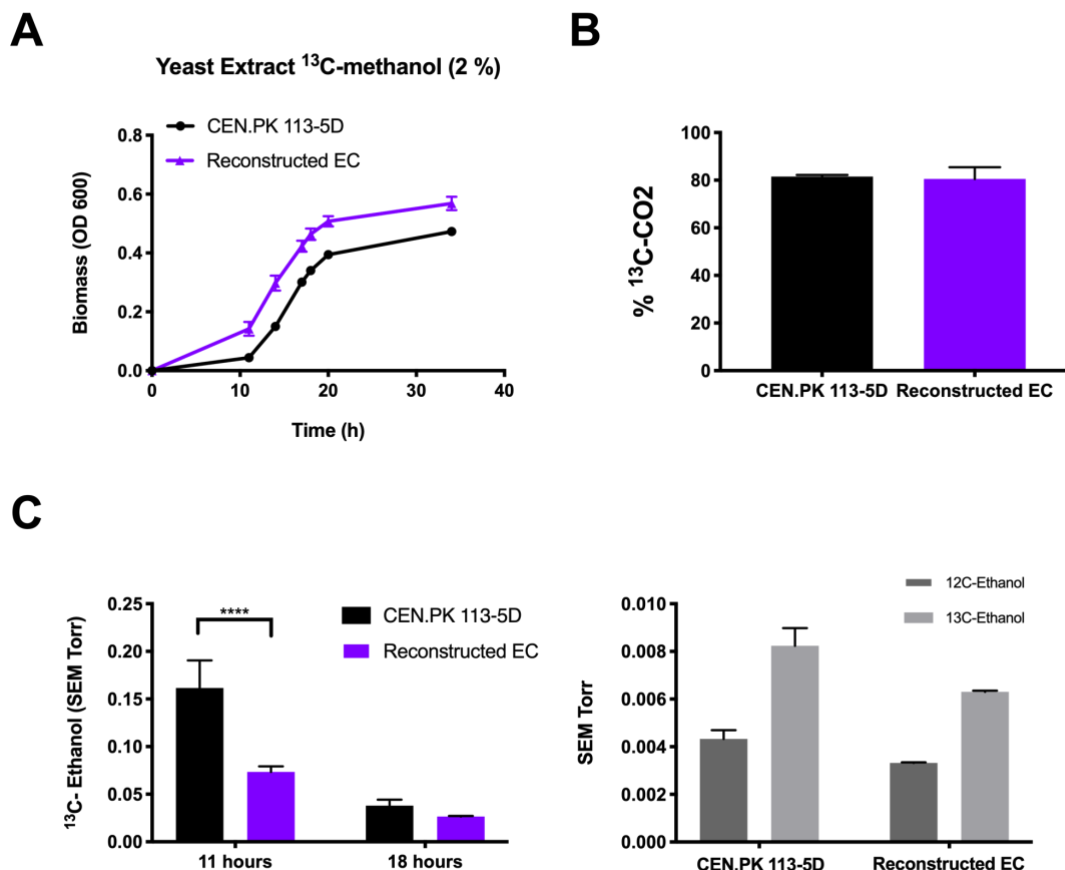 A
Yeast Extract ¹³C-methanol (2 %)
CEN.PK 113-5D
Reconstructed EC
Biomass (OD 600)
0.8
0.6
0.4
0.2
0.0
0 10 20 30 40
Time (h)
B
% ¹³C-CO2
100
80
60
40
20
0
CEN.PK 113-5D Reconstructed EC
C
¹³C- Ethanol (SEM Torr)
0.25
0.20
0.15
0.10
0.05
0.00
****
CEN.PK 113-5D
Reconstructed EC
11 hours 18 hours
12C-Ethanol
13C-Ethanol
SEM Torr
0.010
0.008
0.006
0.004
0.002
0.000
CEN.PK 113-5D Reconstructed EC